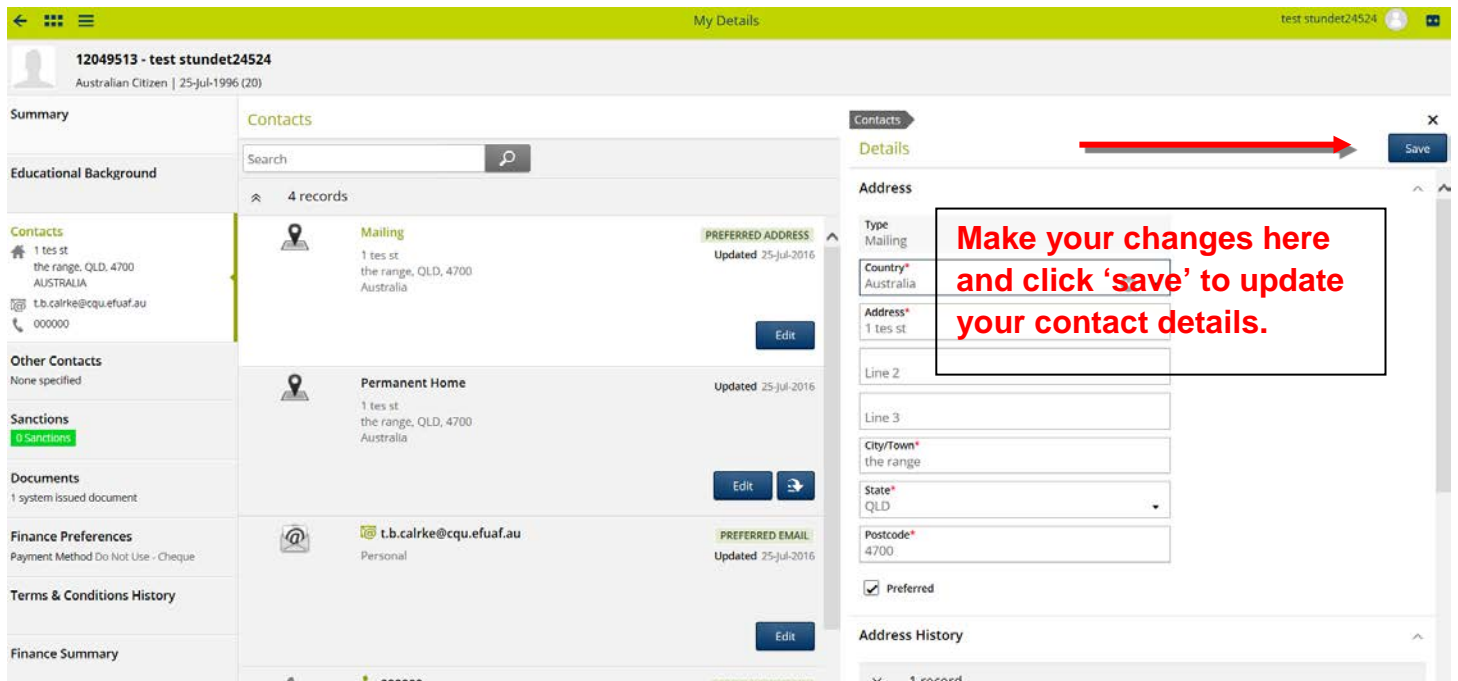 My Details
test stundet24524
12049513 - test stundet24524
Australian Citizen | 25-Jul-1996 (20)
Summary
Educational Background
Contacts
1 tes st
the range, QLD, 4700
AUSTRALIA
t.b.calrke@cqu.efuaf.au
000000
Other Contacts
None specified
Sanctions
0 Sanctions
Documents
1 system issued document
Finance Preferences
Payment Method Do Not Use - Cheque
Terms & Conditions History
Finance Summary
Contacts
Search
4 records
Mailing
PREFERRED ADDRESS
1 tes st
Updated 25-Jul-2016
the range, QLD, 4700
Australia
Edit
Permanent Home
Updated 25-Jul-2016
1 tes st
the range, QLD, 4700
Australia
Edit
t.b.calrke@cqu.efuaf.au
PREFERRED EMAIL
Personal
Updated 25-Jul-2016
Edit
Contacts
Details
Save
Address
Type
Mailing
Country*
Australia
Address*
1 tes st
Line 2
Line 3
City/Town*
the range
State*
QLD
Postcode*
4700
Preferred
Address History
1 record
Make your changes here
and click ‘save’ to update
your contact details.